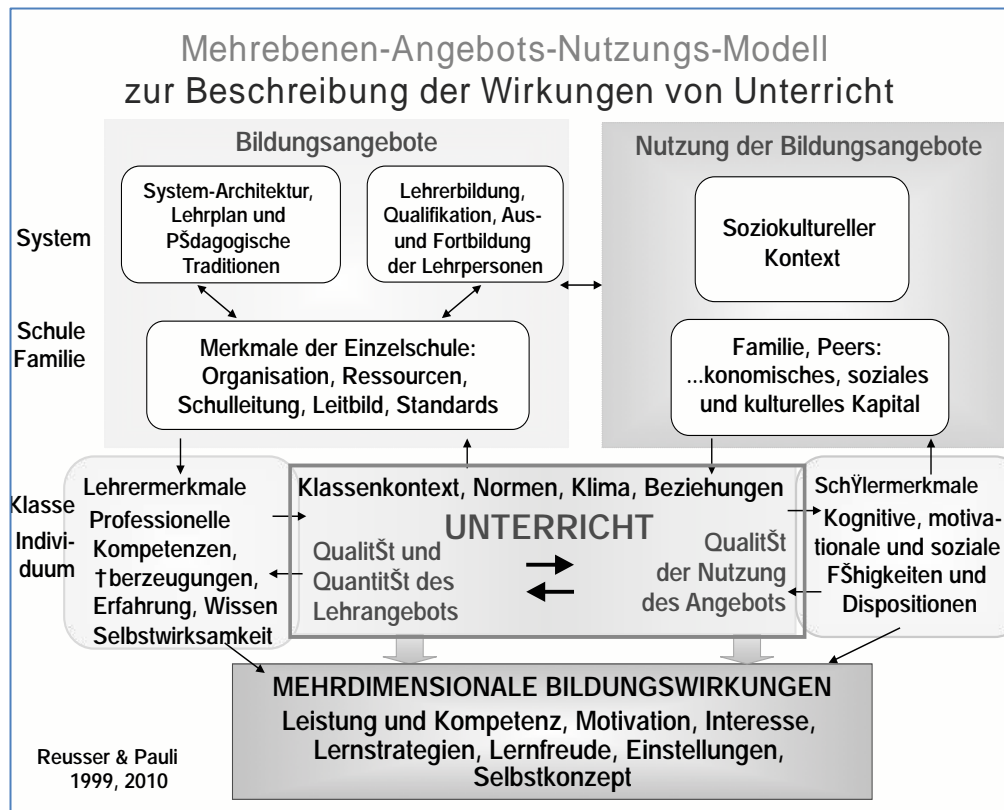 Mehrebenen-Angebots-Nutzungs-Modell
zur Beschreibung der Wirkungen von Unterricht
Bildungsangebote
Nutzung der Bildungsangebote
System
System-Architektur,
Lehrplan und
PŠdagogische
Traditionen
Lehrerbildung,
Qualifikation, Aus-
und Fortbildung
der Lehrpersonen
Soziokultureller
Kontext
Schule
Familie
Merkmale der Einzelschule:
Organisation, Ressourcen,
Schulleitung, Leitbild, Standards
Familie, Peers:
...konomisches, soziales
und kulturelles Kapital
Klasse
Indivi-
duum
Lehrermerkmale
Professionelle
Kompetenzen,
†berzeugungen,
Erfahrung, Wissen
Selbstwirksamkeit
Klassenkontext, Normen, Klima, Beziehungen
UNTERRICHT
QualitŠt und
QuantitŠt des
Lehrangebots
QualitŠt
der Nutzung
des Angebots
SchŸlermerkmale
Kognitive, motiva-
tionale und soziale
FŠhigkeiten und
Dispositionen
MEHRDIMENSIONALE BILDUNGSWIRKUNGEN
Leistung und Kompetenz, Motivation, Interesse,
Lernstrategien, Lernfreude, Einstellungen,
Selbstkonzept
Reusser & Pauli
1999, 2010